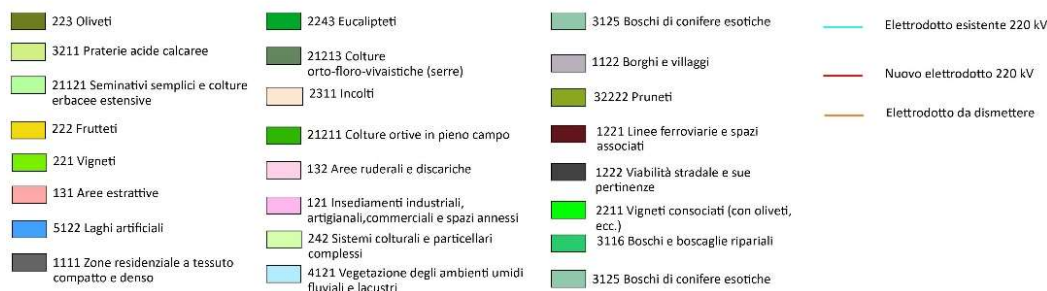 223 Oliveti
3211 Praterie acide calcaree
21121 Seminativi semplici e colture
erbacee estensive
222 Frutteti
221 Vigneti
131 Aree estrattive
5122 Laghi artificiali
1111 Zone residenziale a tessuto
compatto e denso
2243 Eucalipteti
21213 Colture
orto-floro-vivaistiche (serre)
2311 Incolti
21211 Colture ortive in pieno campo
132 Aree ruderali e discariche
121 Insediamenti industriali,
artigianali,commerciali e spazi annessi
242 Sistemi colturali e particellari
complessi
4121 Vegetazione degli ambienti umidi
fluviali e lacustri
3125 Boschi di conifere esotiche
1122 Borghi e villaggi
32222 Pruneti
1221 Linee ferroviarie e spazi
associati
1222 Viabilità stradale e sue
pertinenze
2211 Vigneti consociati (con oliveti,
ecc.)
3116 Boschi e boscaglie ripariali
3125 Boschi di conifere esotiche
Elettrodotto esistente 220 kV
Nuovo elettrodotto 220 kV
Elettrodotto da dismettere